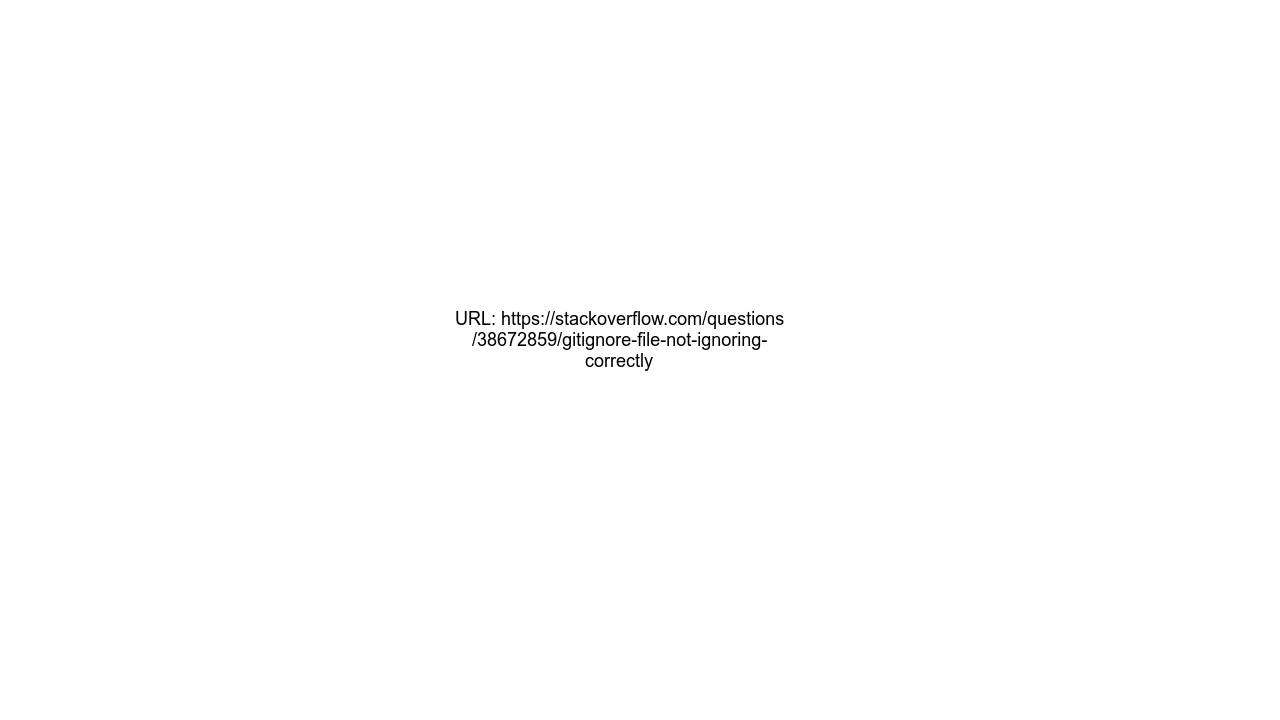 URL: https://stackoverflow.com/questions
/38672859/gitignore-file-not-ignoring-
correctly